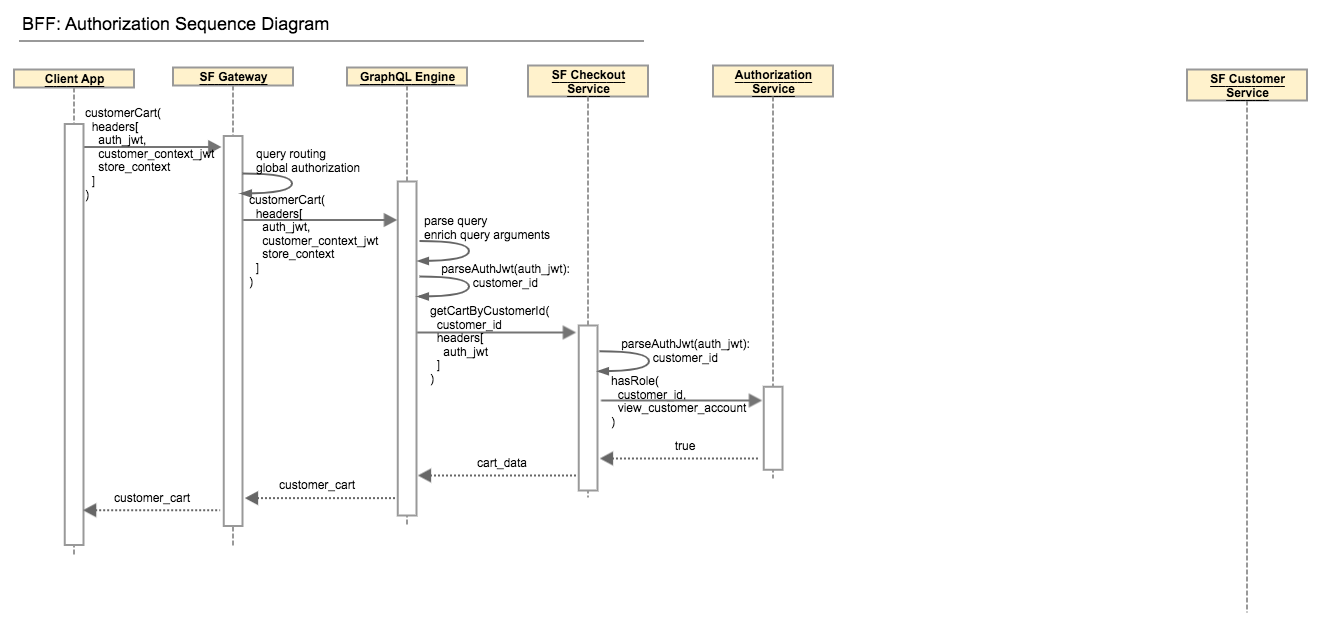 BFF: Authorization Sequence Diagram
Client App
SF Gateway
GraphQL Engine
SF Checkout
Service
Authorization
Service
SF Customer
Service
customerCart(
headers[
auth_jwt,
customer_context_jwt
store_context
]
)
query routing
global authorization
customerCart(
headers[
auth_jwt,
customer_context_jwt
store_context
]
)
parse query
enrich query arguments
parseAuthJwt(auth_jwt):
customer_id
getCartByCustomerId(
customer_id
headers[
auth_jwt
]
)
parseAuthJwt(auth_jwt):
customer_id
hasRole(
customer_id,
view_customer_account
)
true
cart_data
customer_cart
customer_cart